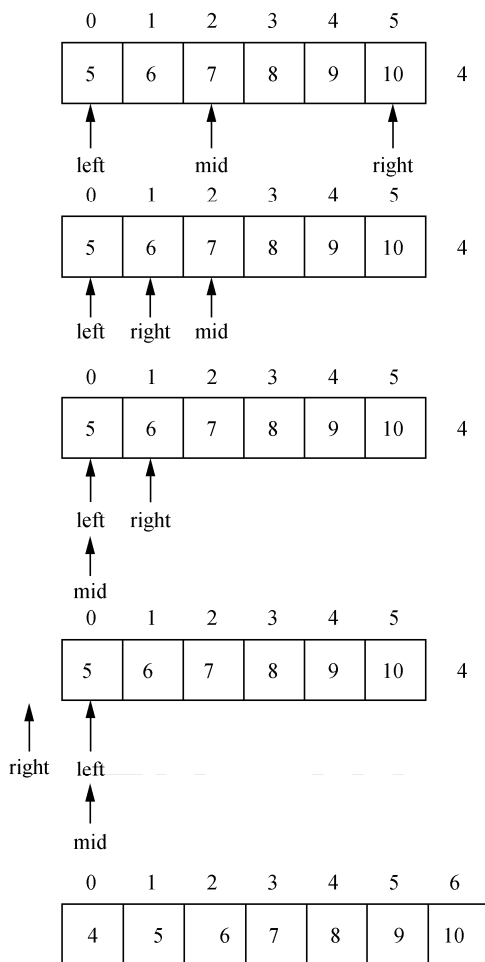 0 1 2 3 4 5
5 6 7 8 9 10 4
left mid right
0 1 2 3 4 5
5 6 7 8 9 10 4
left right mid
0 1 2 3 4 5
5 6 7 8 9 10 4
left right
mid
0 1 2 3 4 5
5 6 7 8 9 10 4
right left
mid
0 1 2 3 4 5 6
4 5 6 7 8 9 10